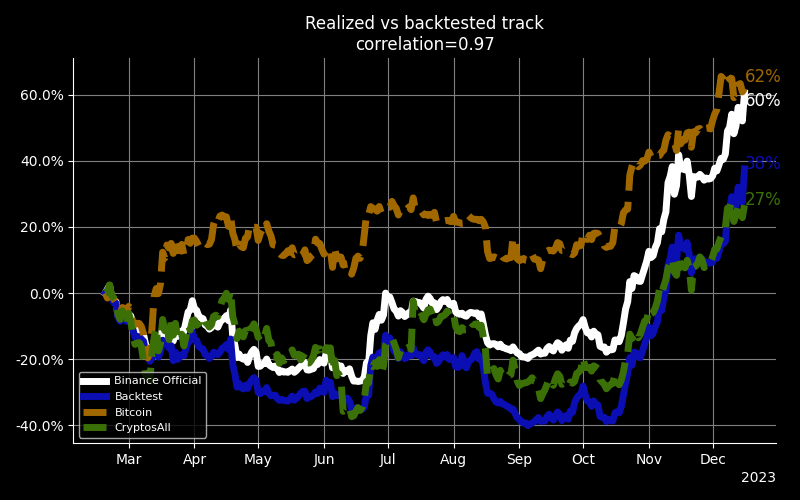 Realized vs backtested track
correlation=0.97
62%
60%
38%
27%
60.0%
40.0%
20.0%
0.0%
-20.0%
-40.0%
Binance Official
Backtest
Bitcoin
CryptosAll
Mar Apr May Jun Jul Aug Sep Oct Nov Dec
2023